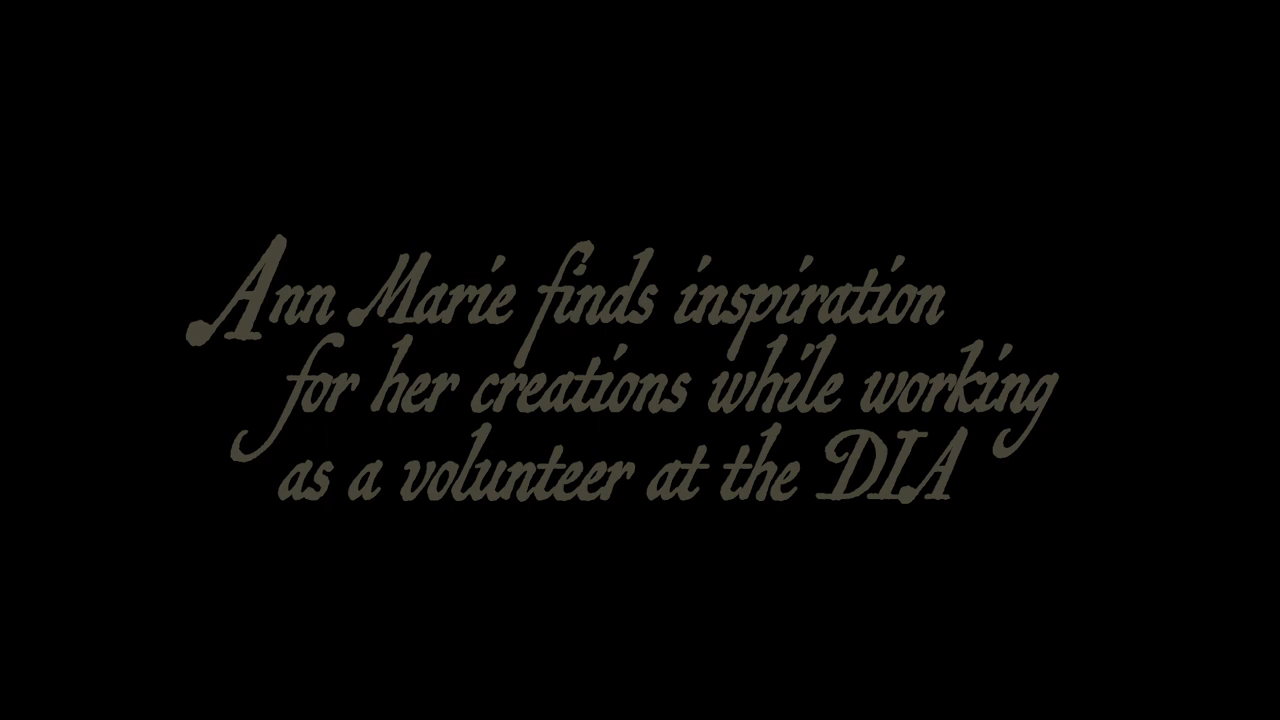 Ann Marie finds inspiration
for her creations while working
as a volunteer at the DIA